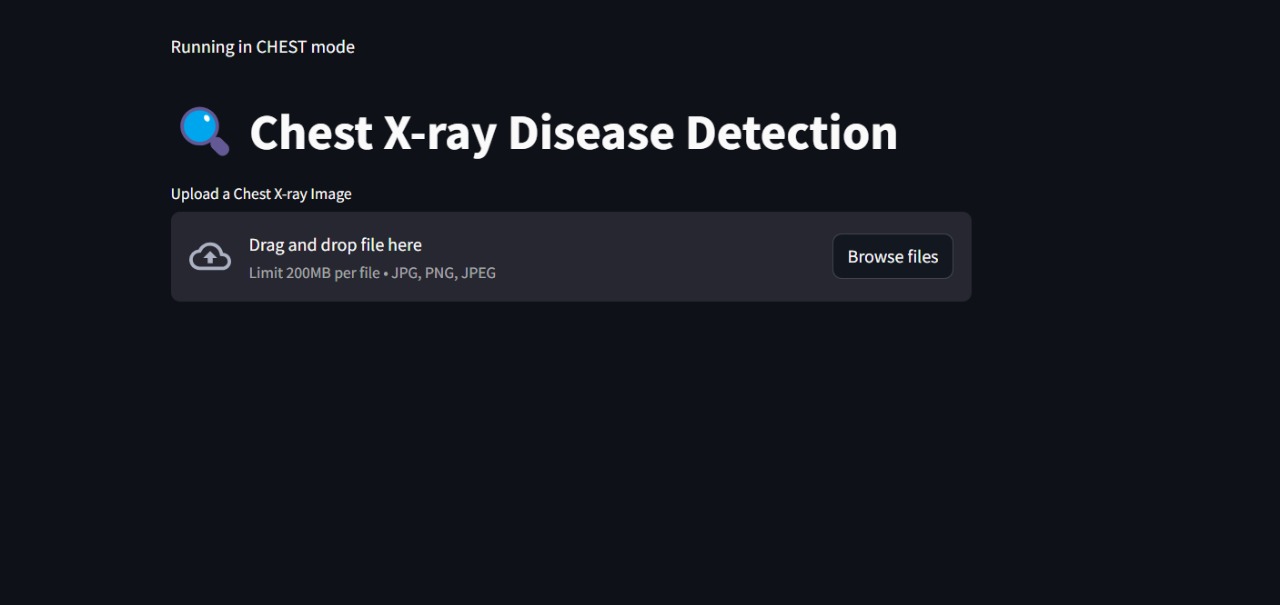 Running in CHEST mode
Chest X-ray Disease Detection
Upload a Chest X-ray Image
Drag and drop file here
Limit 200MB per file • JPG, PNG, JPEG
Browse files